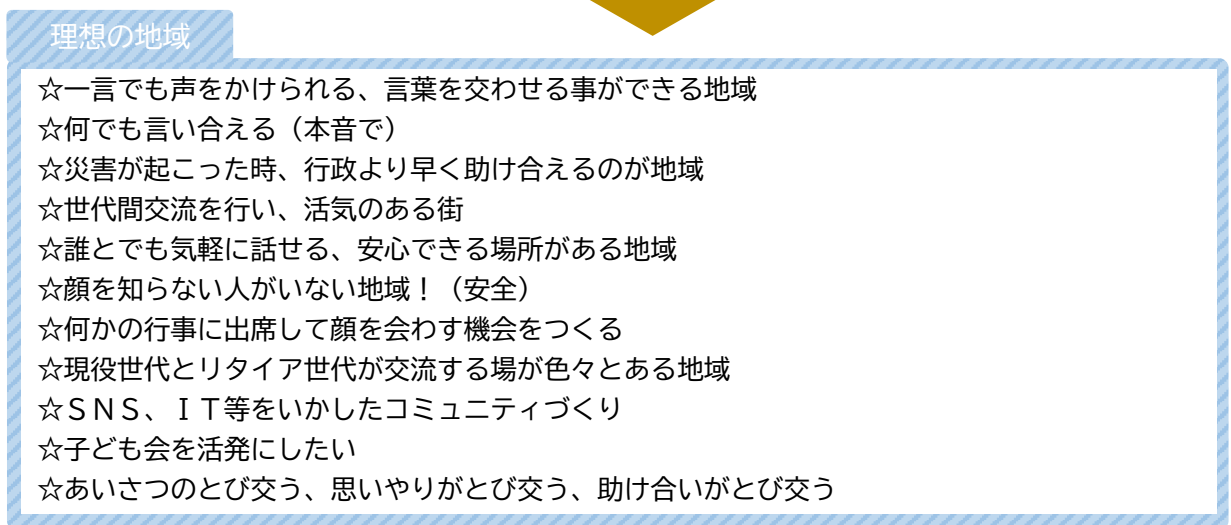 理想の地域
☆一言でも声をかけられる、言葉を交わせる事ができる地域
☆何でも言い合える（本音で）
☆災害が起こった時、行政より早く助け合えるのが地域
☆世代間交流を行い、活気のある街
☆誰とでも気軽に話せる、安心できる場所がある地域
☆顔を知らない人がいない地域！（安全）
☆何かの行事に出席して顔を会わす機会をつくる
☆現役世代とリタイア世代が交流する場が色々とある地域
☆ＳＮＳ、ＩＴ等をいかしたコミュニティづくり
☆子ども会を活発にしたい
☆あいさつのとび交う、思いやりがとび交う、助け合いがとび交う